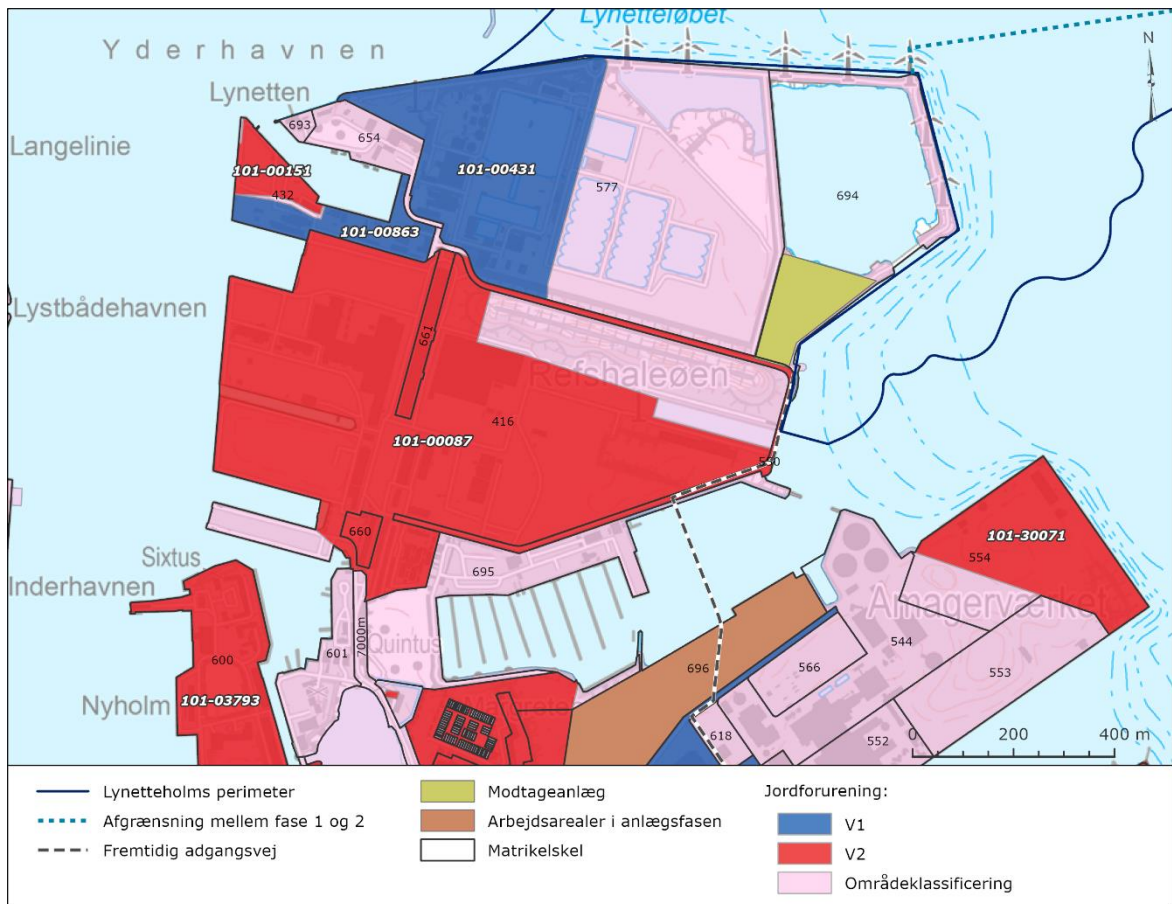 Lynetteløbet
Yderhavnen
N
Lynetten
693
654
Langelinie
101-00151
432
101-00431
577
694
101-00863
Lystbådehavnen
661
Refshaleøen
416
101-00087
530
101-30071
554
660
Sixtus
695
Amagerværket
Inderhavnen
544
7000m
600
601
Quintus
696
566
553
Nyholm
101-03793
618
552
0 200 400 m
Lynetteholms perimeter
Afgrænsning mellem fase 1 og 2
Fremtidig adgangsvej
Modtageanlæg
Arbejdsarealer i anlægsfasen
Matrikelskel
Jordforurening:
V1
V2
Områdeklassificering